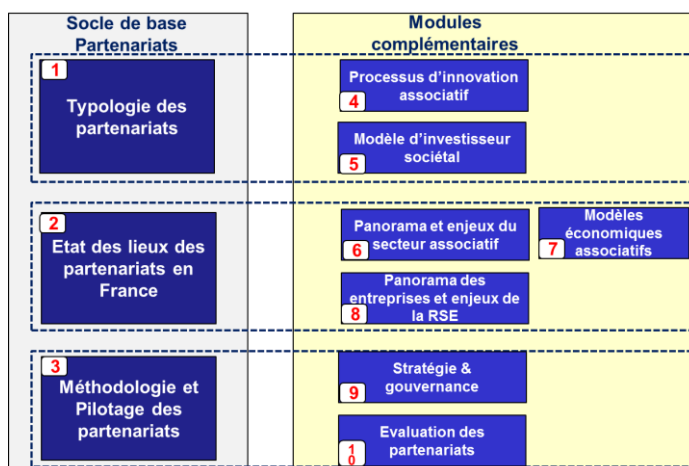 Socle de base
Partenariats
Modules
complémentaires
1
Typologie des
partenariats
Processus d'innovation
associatif
4
Modèle d'investisseur
sociétal
5
2
Etat des lieux des
partenariats en
France
Panorama et enjeux du
secteur associatif
6
Modèles
économiques
associatifs
7
Panorama des
entreprises et enjeux de
la RSE
8
3
Méthodologie et
Pilotage des
partenariats
Stratégie &
gouvernance
9
Evaluation des
partenariats
1
0